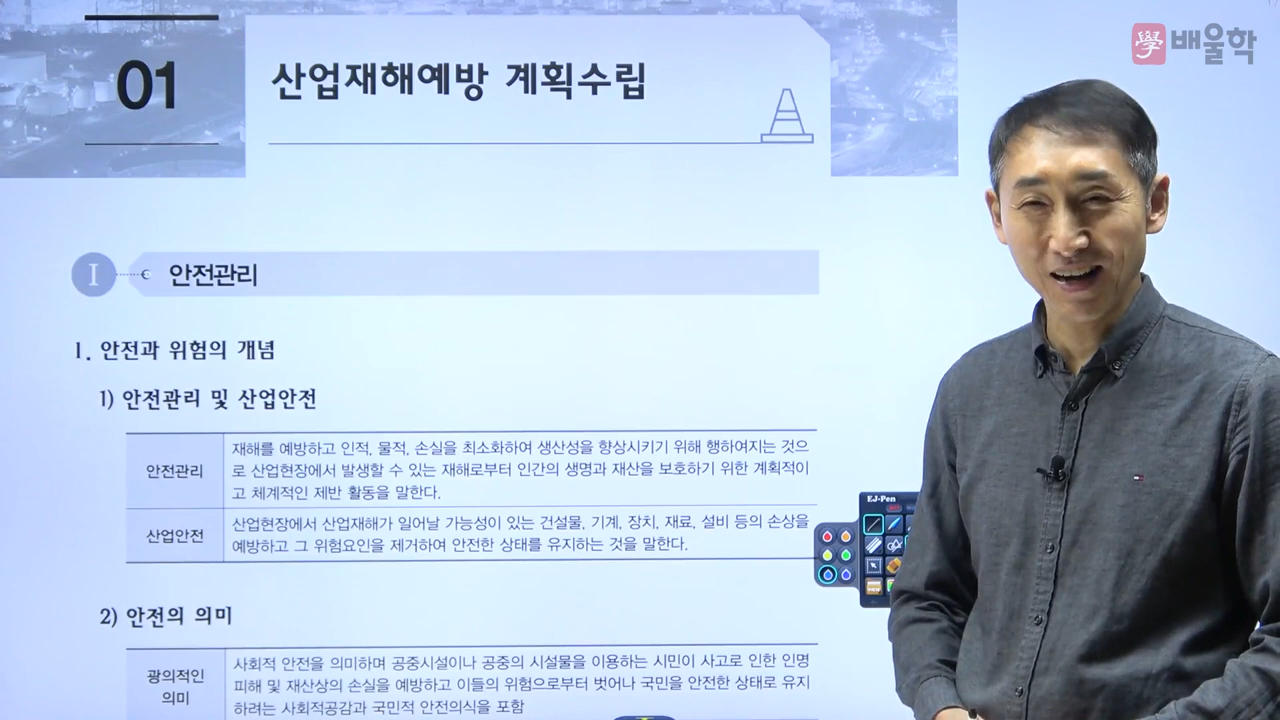 學 배울학
01
산업재해예방 계획수립
I 안전관리
1. 안전과 위험의 개념
1) 안전관리 및 산업안전
안전관리
재해를 예방하고 인적, 물적, 손실을 최소화하여 생산성을 향상시키기 위해 행하여지는 것으
로 산업현장에서 발생할 수 있는 재해로부터 인간의 생명과 재산을 보호하기 위한 계획적이
고 체계적인 제반 활동을 말한다.
산업안전
산업현장에서 산업재해가 일어날 가능성이 있는 건설물, 기계, 장치, 재료, 설비 등의 손상을
예방하고 그 위험요인을 제거하여 안전한 상태를 유지하는 것을 말한다.
EJ-Pen
2) 안전의 의미
광의적인
의미
사회적 안전을 의미하며 공중시설이나 공중의 시설물을 이용하는 시민이 사고로 인한 인명
피해 및 재산상의 손실을 예방하고 이들의 위험으로부터 벗어나 국민을 안전한 상태로 유지
하려는 사회적공감과 국민적 안전의식을 포함